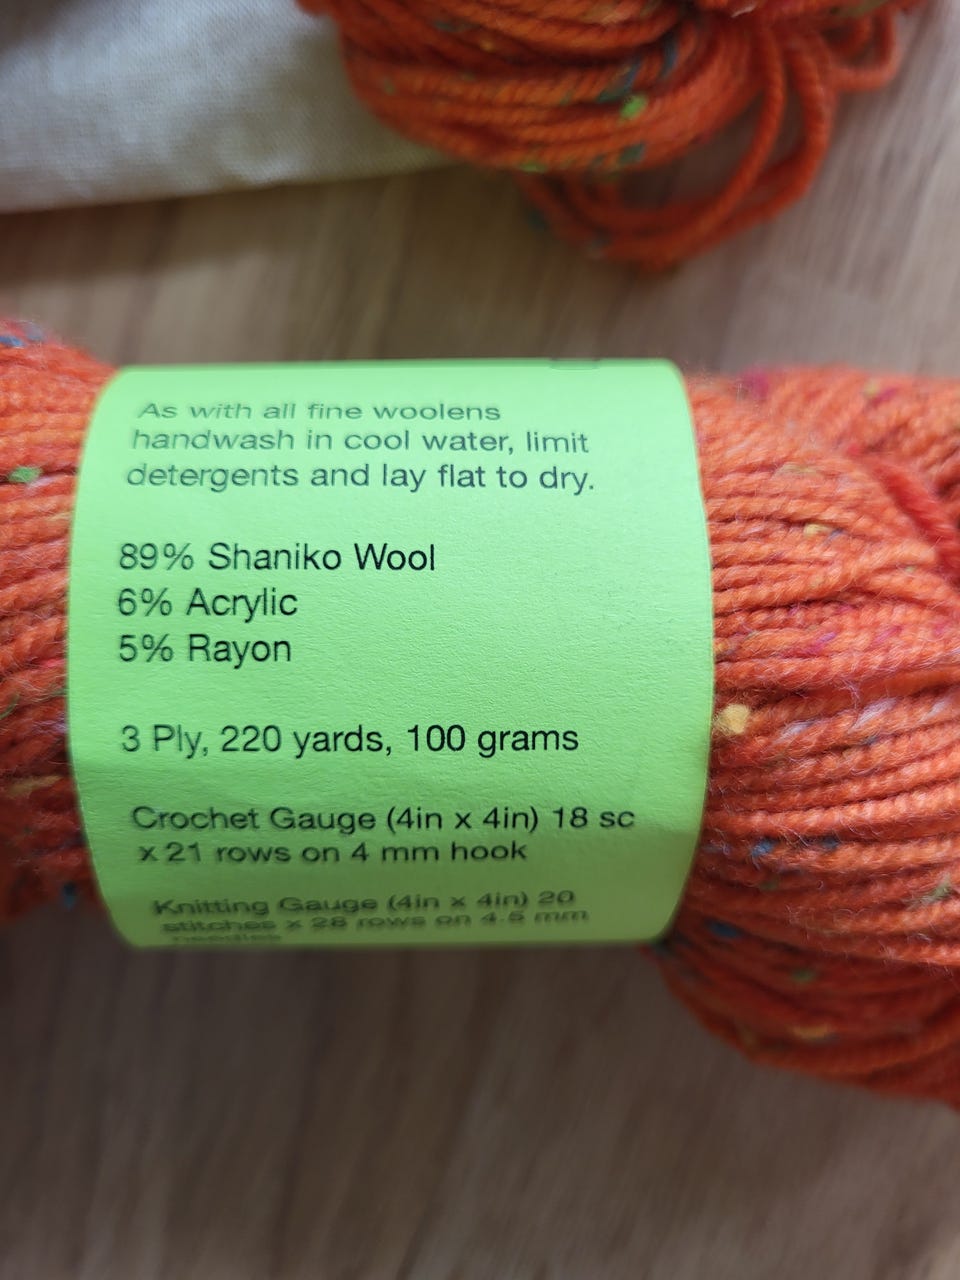 As with all fine woolens
handwash in cool water, limit
detergents and lay flat to dry.
89% Shaniko Wool
6% Acrylic
5% Rayon
3 Ply, 220 yards, 100 grams
Crochet Gauge (4in x 4in) 18 sc
x 21 rows on 4 mm hook
Knitting Gauge (4in x 4in) 20
stitches x 28 rows on 4.5 mm
needles